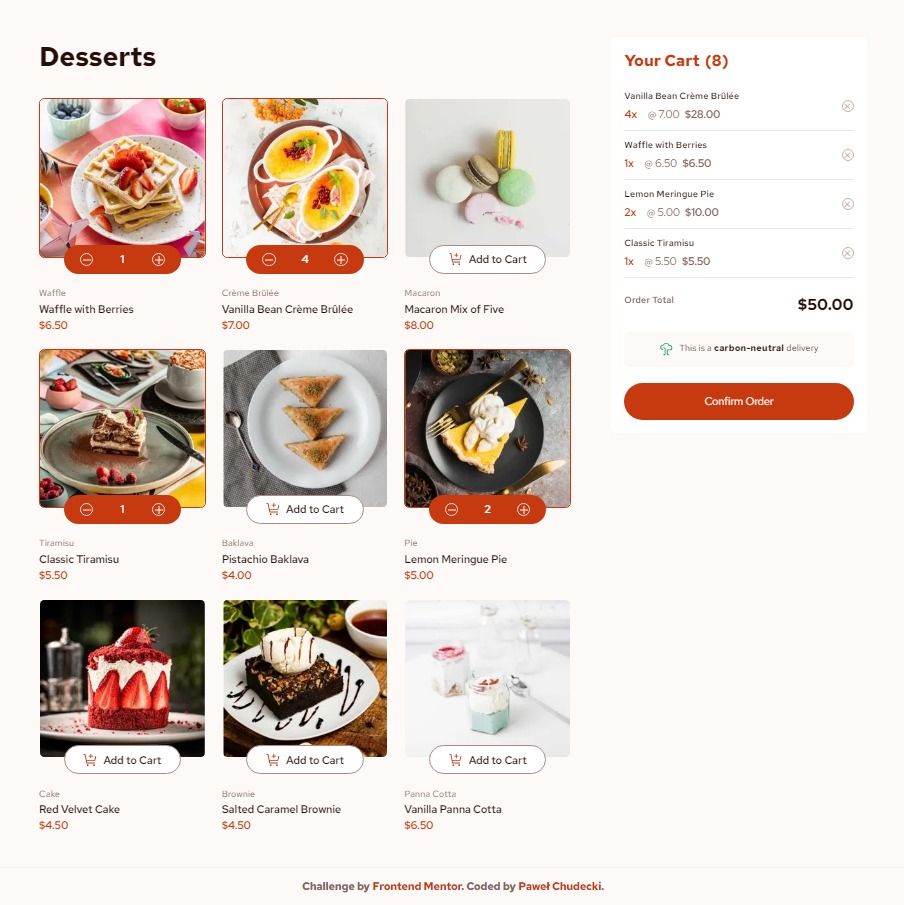 Desserts
1
Waffle
Waffle with Berries
$6.50
4
Crème Brûlée
Vanilla Bean Crème Brûlée
$7.00
Add to Cart
Macaron
Macaron Mix of Five
$8.00
1
Tiramisu
Classic Tiramisu
$5.50
Add to Cart
Baklava
Pistachio Baklava
$4.00
2
Pie
Lemon Meringue Pie
$5.00
Add to Cart
Cake
Red Velvet Cake
$4.50
Add to Cart
Brownie
Salted Caramel Brownie
$4.50
Add to Cart
Panna Cotta
Vanilla Panna Cotta
$6.50
Your Cart (8)
Vanilla Bean Crème Brûlée
4x @ 7.00 $28.00
Waffle with Berries
1x @ 6.50 $6.50
Lemon Meringue Pie
2x @ 5.00 $10.00
Classic Tiramisu
1x @ 5.50 $5.50
Order Total $50.00
This is a carbon-neutral delivery
Confirm Order
Challenge by Frontend Mentor. Coded by Paweł Chudecki.